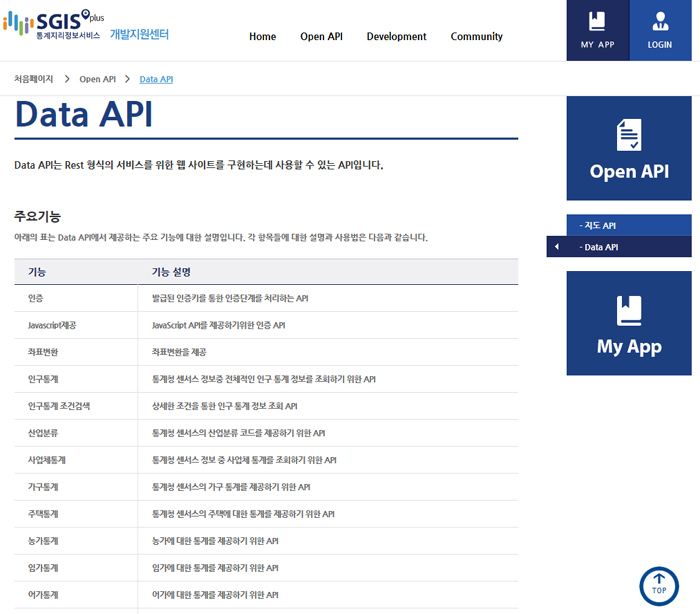 SGIS plus
통계지리정보서비스 개발지원센터
Home Open API Development Community
MY APP LOGIN
처음페이지 > Open API > Data API
Data API
Data API는 Rest 형식의 서비스를 위한 웹 사이트를 구현하는데 사용할 수 있는 API입니다.
주요기능
아래의 표는 Data API에서 제공하는 주요 기능에 대한 설명입니다. 각 항목들에 대한 설명과 사용법은 다음과 같습니다.
기능 기능 설명
인증 발급된 인증키를 통한 인증단계를 처리하는 API
Javascript제공 JavaScript API를 제공하기위한 인증 API
좌표변환 좌표변환을 제공
인구통계 통계청 센서스 정보중 전체적인 인구 통계 정보를 조회하기 위한 API
인구통계 조건검색 상세한 조건을 통한 인구 통계 정보 조회 API
산업분류 통계청 센서스의 산업분류 코드를 제공하기 위한 API
사업체통계 통계청 센서스 정보 중 사업체 통계를 조회하기 위한 API
가구통계 통계청 센서스의 가구 통계를 제공하기 위한 API
주택통계 통계청 센서스의 주택에 대한 통계를 제공하기 위한 API
농가통계 농가에 대한 통계를 제공하기 위한 API
임가통계 임가에 대한 통계를 제공하기 위한 API
어가통계 어가에 대한 통계를 제공하기 위한 API
Open API
- 지도 API
- Data API
My App
TOP